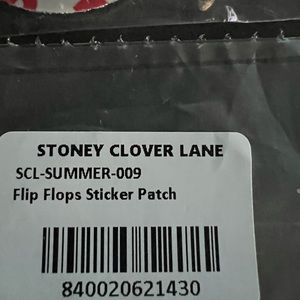 STONEY CLOVER LANE
SCL-SUMMER-009
Flip Flops Sticker Patch
840020621430